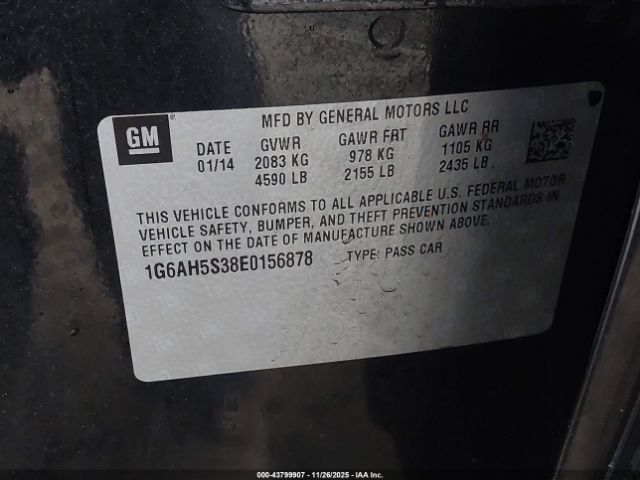 GM
MFD BY GENERAL MOTORS LLC
DATE GVWR GAWR FRT GAWR RR
01/14 2083 KG 978 KG 1105 KG
4590 LB 2155 LB 2435 LB
THIS VEHICLE CONFORMS TO ALL APPLICABLE U.S. FEDERAL MOTOR
VEHICLE SAFETY, BUMPER, AND THEFT PREVENTION STANDARDS IN
EFFECT ON THE DATE OF MANUFACTURE SHOWN ABOVE.
1G6AH5S38E0156878 TYPE: PASS CAR
000-43799907 - 11/26/2025 - IAA Inc.